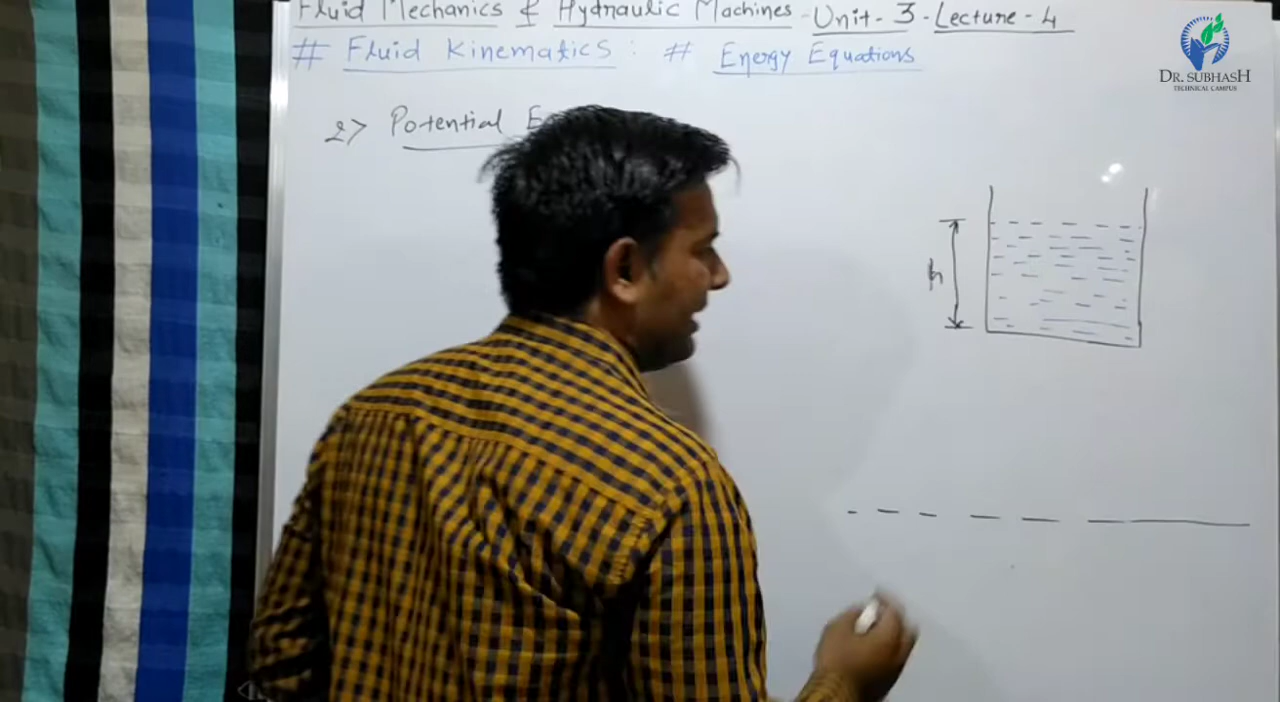 Fluid Mechanics & Hydraulic Machines - Unit - 3 - Lecture - 4
# Fluid Kinematics : # Energy Equations
DR. SUBHASH
TECHNICAL CAMPUS
2> Potential
h